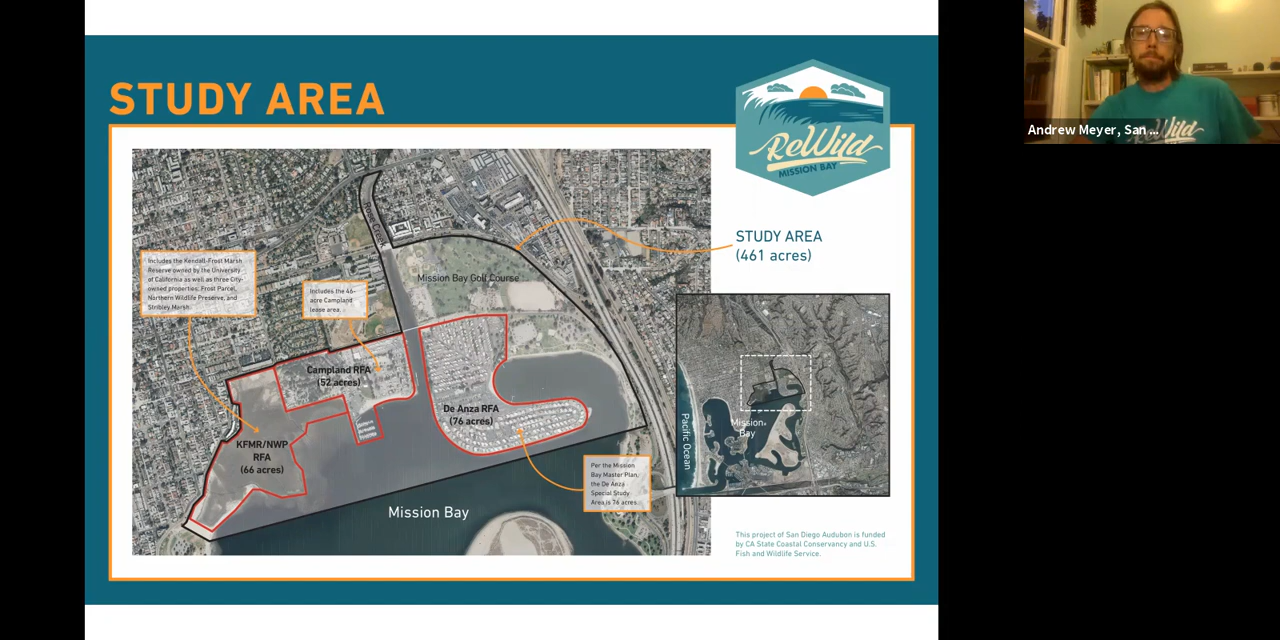 STUDY AREA
ReWild
MISSION BAY
Andrew Meyer, San ...
ReWild
STUDY AREA
(461 acres)
Mission Bay Golf Course
Includes the Kendall-Frost Marsh
Reserve owned by the University
of California as well as three City-
owned properties: Frost Parcel,
Northern Wildlife Preserve, and
Stribley Marsh.
Includes the 46-
acre Campland
lease area.
Campland RFA
(52 acres)
De Anza RFA
(76 acres)
KFMR/NWP
RFA
(66 acres)
Per the Mission
Bay Master Plan,
the De Anza
Special Study
Area is 76 acres.
Mission Bay
Pacific Ocean
Mission
Bay
This project of San Diego Audubon is funded
by CA State Coastal Conservancy and U.S.
Fish and Wildlife Service.